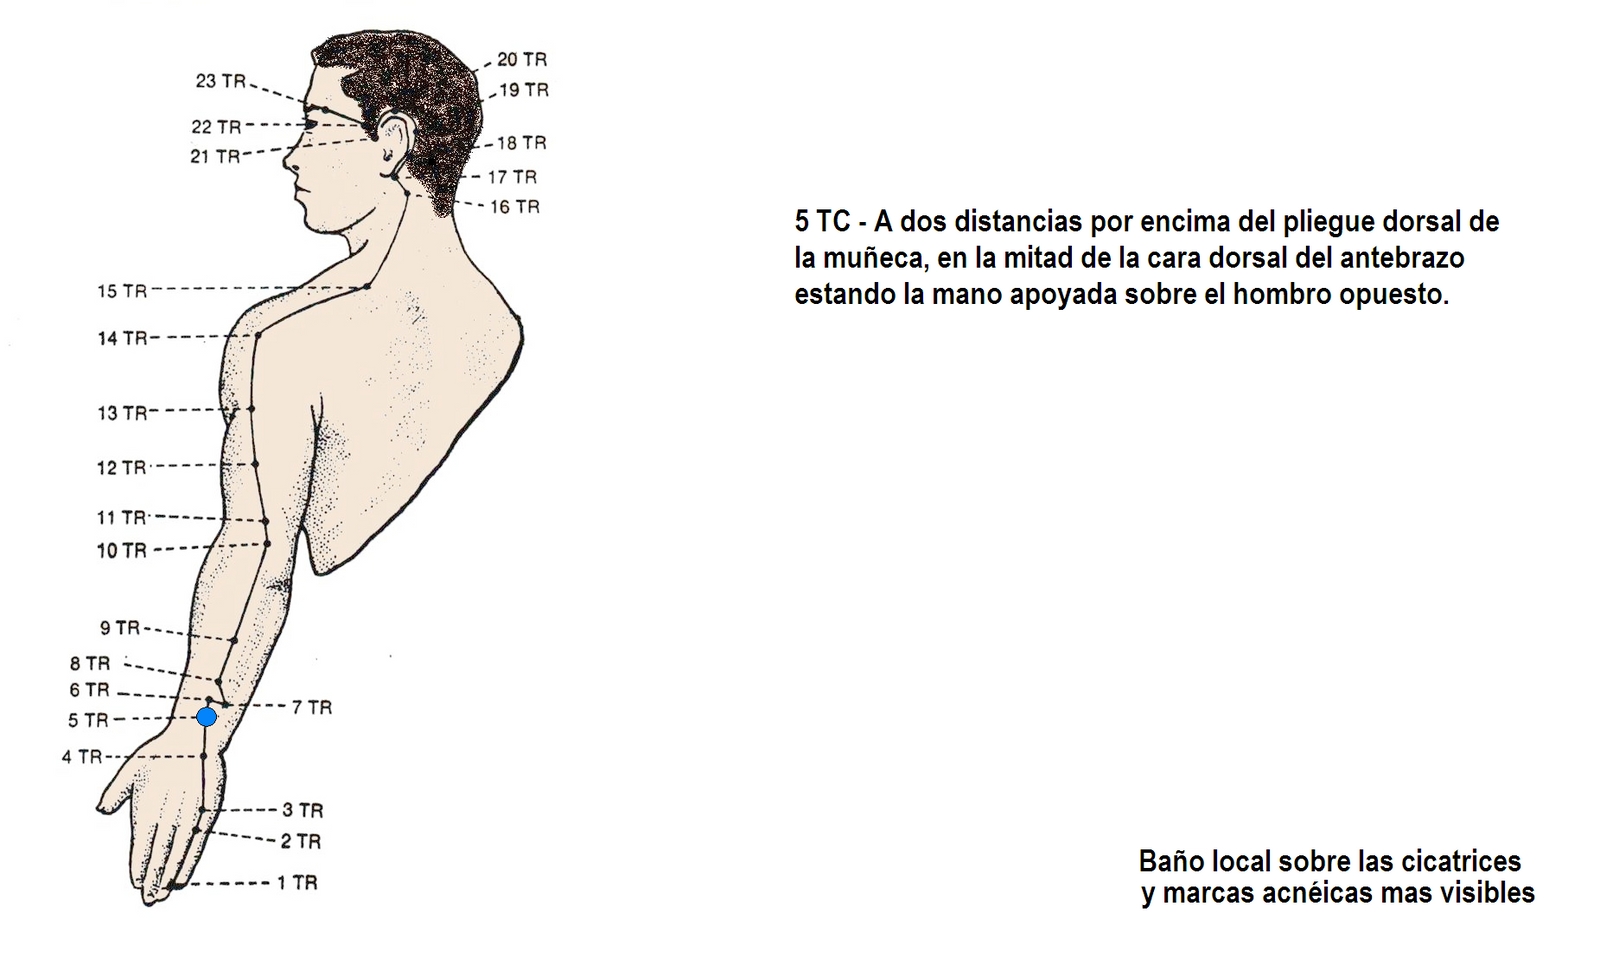 20 TR
23 TR
19 TR
22 TR
18 TR
21 TR
17 TR
16 TR
5 TC - A dos distancias por encima del pliegue dorsal de
la muñeca, en la mitad de la cara dorsal del antebrazo
estando la mano apoyada sobre el hombro opuesto.
15 TR
14 TR
13 TR
12 TR
11 TR
10 TR
9 TR
8 TR
6 TR
7 TR
5 TR
4 TR
3 TR
2 TR
1 TR
Baño local sobre las cicatrices
y marcas acnéicas mas visibles